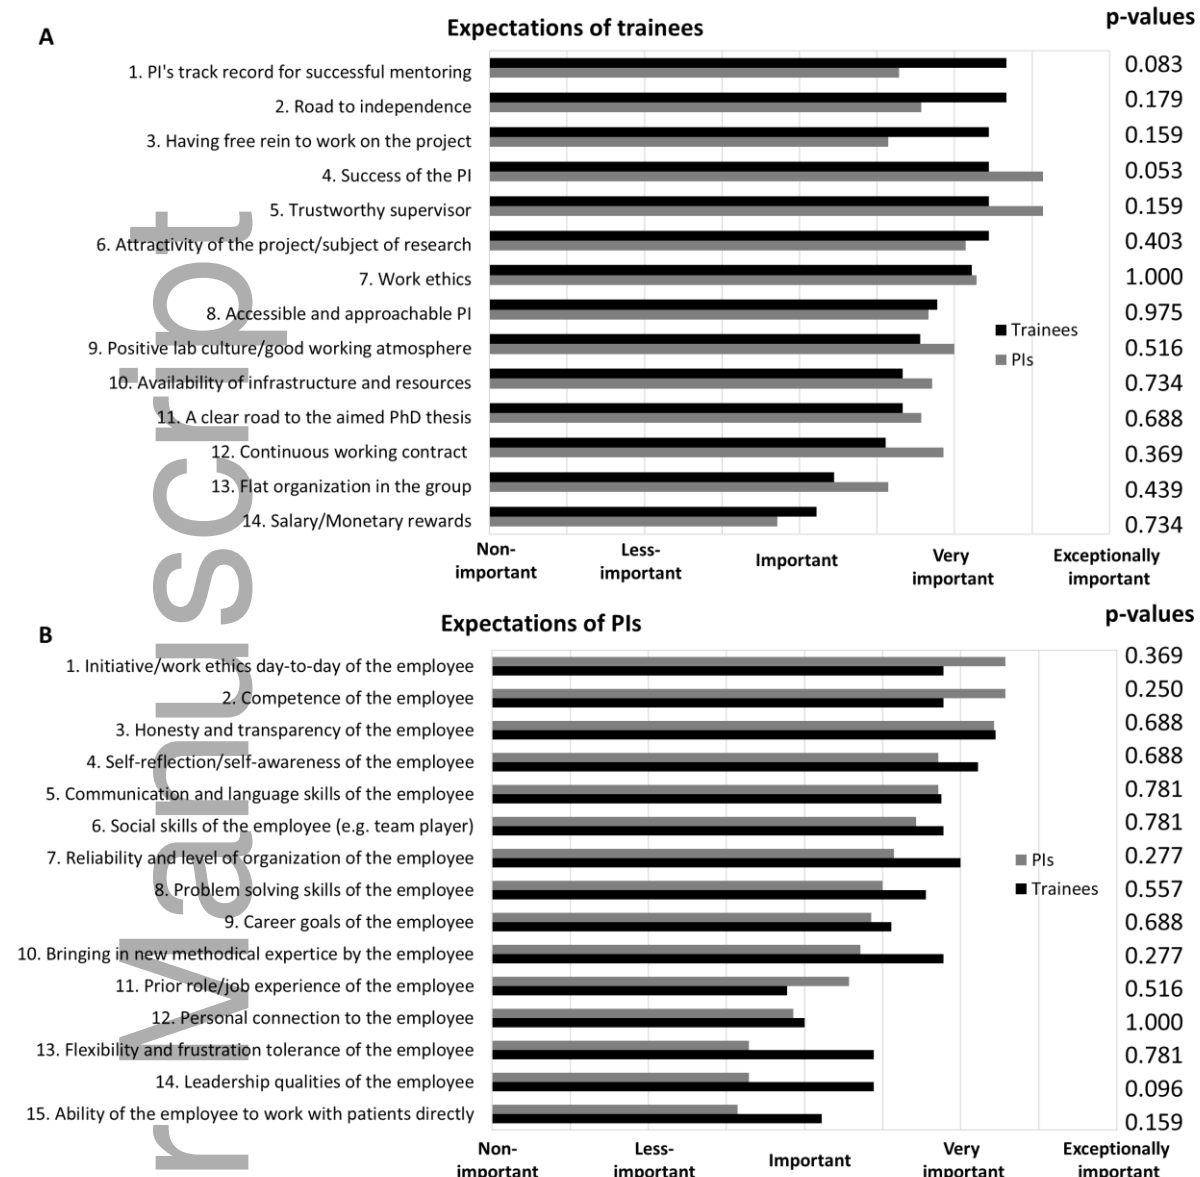 A
Expectations of trainees
p-values
1. PI's track record for successful mentoring 0.083
2. Road to independence 0.179
3. Having free rein to work on the project 0.159
4. Success of the PI 0.053
5. Trustworthy supervisor 0.159
6. Attractivity of the project/subject of research 0.403
7. Work ethics 1.000
8. Accessible and approachable PI 0.975
9. Positive lab culture/good working atmosphere 0.516
10. Availability of infrastructure and resources 0.734
11. A clear road to the aimed PhD thesis 0.688
12. Continuous working contract 0.369
13. Flat organization in the group 0.439
14. Salary/Monetary rewards 0.734
Trainees
PIs
Non-important
Less-important
Important
Very important
Exceptionally important
B
Expectations of PIs
p-values
1. Initiative/work ethics day-to-day of the employee 0.369
2. Competence of the employee 0.250
3. Honesty and transparency of the employee 0.688
4. Self-reflection/self-awareness of the employee 0.688
5. Communication and language skills of the employee 0.781
6. Social skills of the employee (e.g. team player) 0.781
7. Reliability and level of organization of the employee 0.277
8. Problem solving skills of the employee 0.557
9. Career goals of the employee 0.688
10. Bringing in new methodical expertice by the employee 0.277
11. Prior role/job experience of the employee 0.516
12. Personal connection to the employee 1.000
13. Flexibility and frustration tolerance of the employee 0.781
14. Leadership qualities of the employee 0.096
15. Ability of the employee to work with patients directly 0.159
PIs
Trainees
Non-important
Less-important
Important
Very important
Exceptionally important
r Manuscript